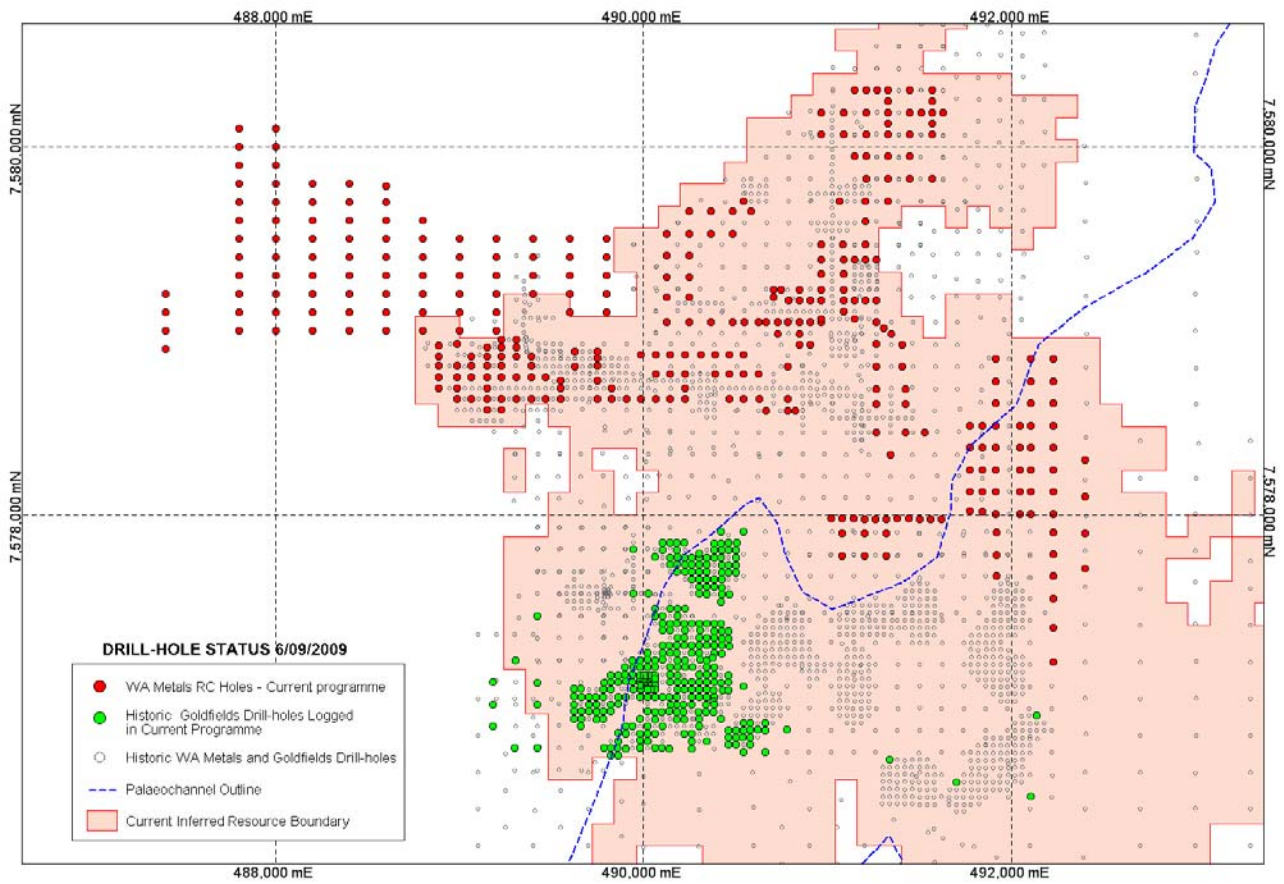 488,000 mE
490,000 mE
492,000 mE
7,580,000 mN
7,580,000 mN
7,578,000 mN
7,578,000 mN
DRILL-HOLE STATUS 6/09/2009
WA Metals RC Holes - Current programme
Historic Goldfields Drill-holes Logged
in Current Programme
Historic WA Metals and Goldfields Drill-holes
Palaeochannel Outline
Current Inferred Resource Boundary
488,000 mE
490,000 mE
492,000 mE